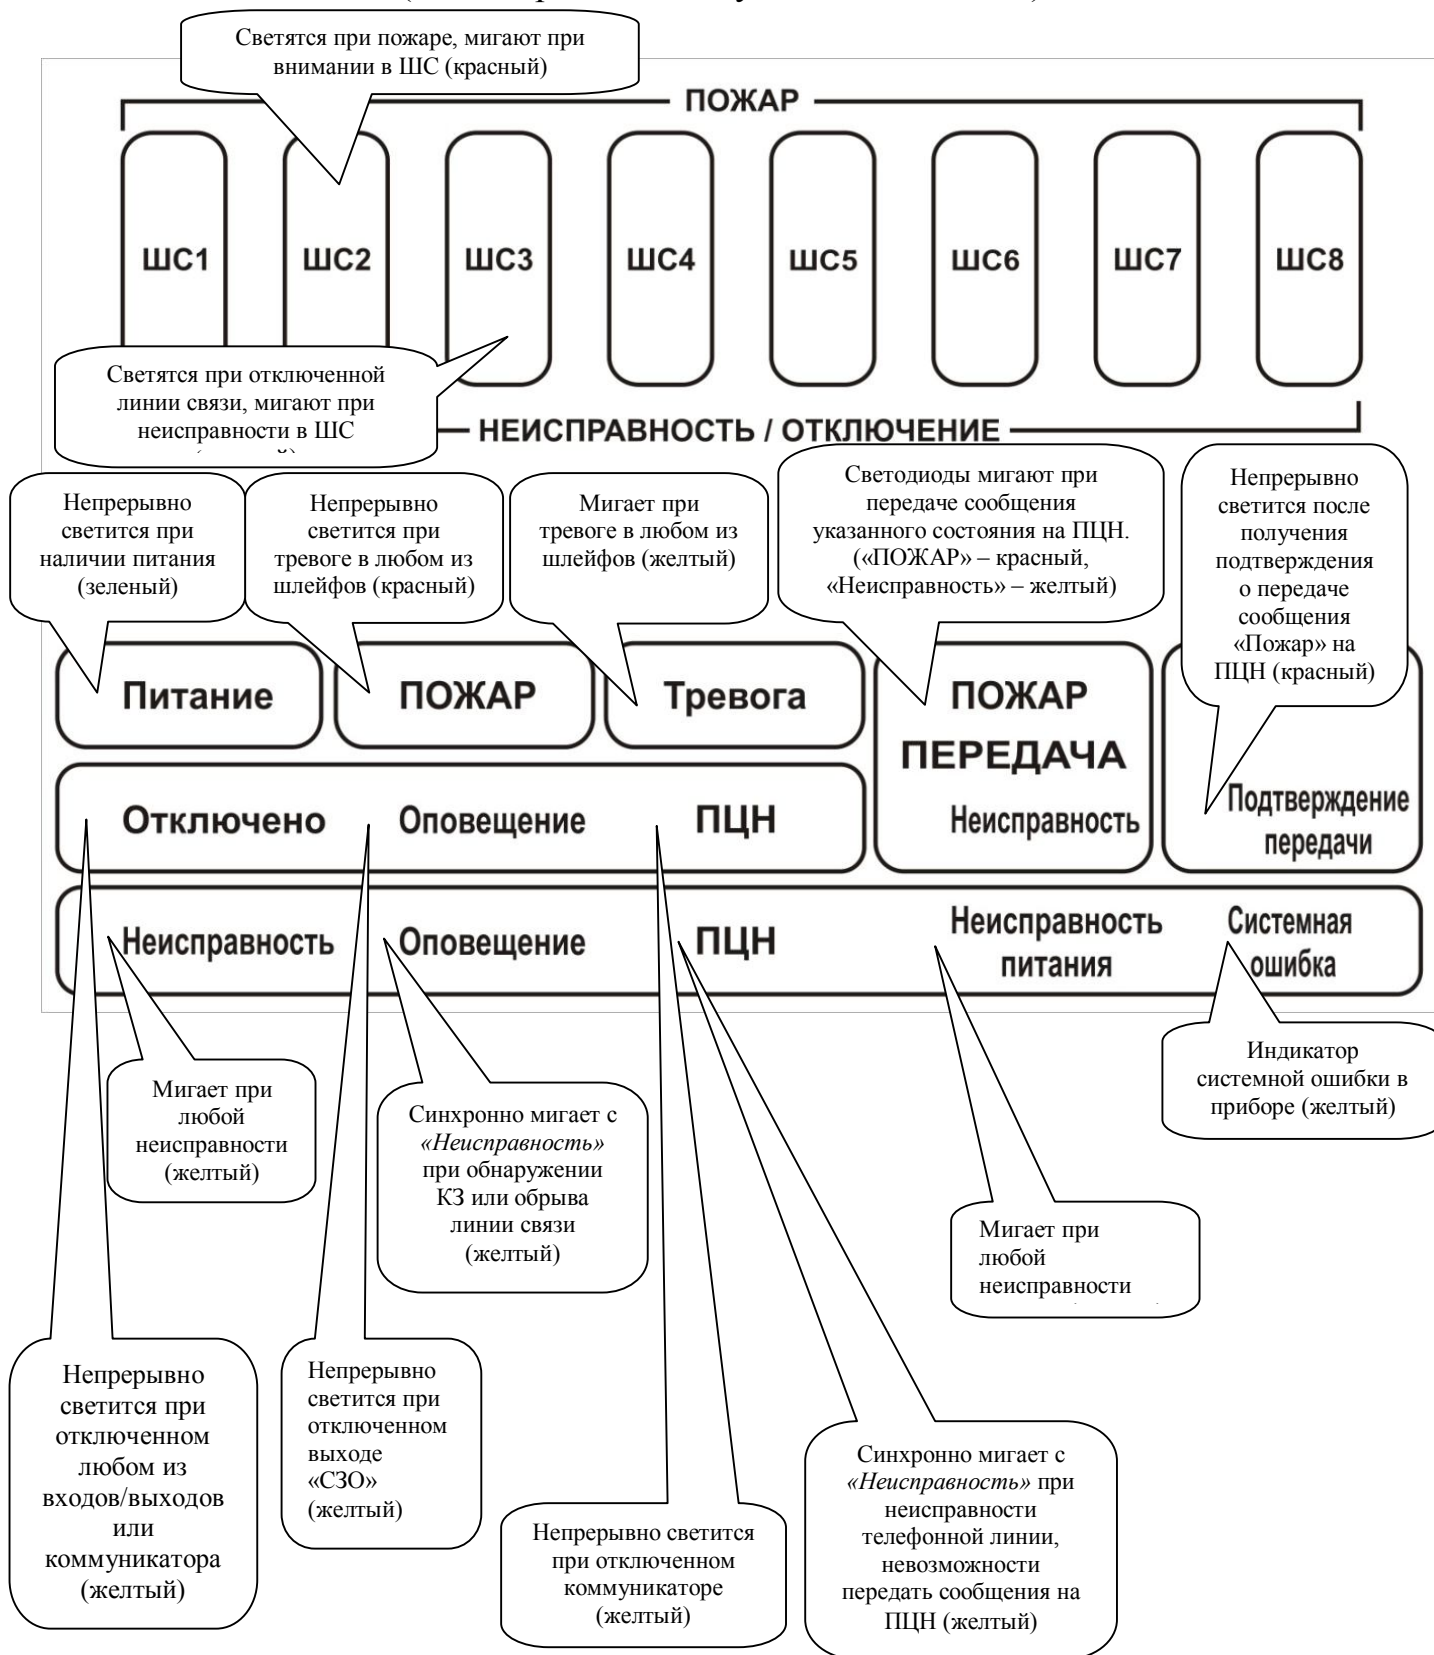 Светятся при пожаре, мигают при
внимании в ШС (красный)
ПОЖАР
ШС1 ШС2 ШС3 ШС4 ШС5 ШС6 ШС7 ШС8
Светятся при отключенной
линии связи, мигают при
неисправности в ШС
НЕИСПРАВНОСТЬ / ОТКЛЮЧЕНИЕ
Непрерывно
светится при
наличии питания
(зеленый)
Непрерывно
светится при
тревоге в любом из
шлейфов (красный)
Мигает при
тревоге в любом из
шлейфов (желтый)
Светодиоды мигают при
передаче сообщения
указанного состояния на ПЦН.
(«ПОЖАР» – красный,
«Неисправность» – желтый)
Непрерывно
светится после
получения
подтверждения
о передаче
сообщения
«Пожар» на
ПЦН (красный)
Питание
ПОЖАР
Тревога
ПОЖАР
ПЕРЕДАЧА
Неисправность
Подтверждение
передачи
Отключено Оповещение ПЦН
Неисправность Оповещение ПЦН
Неисправность
питания
Системная
ошибка
Мигает при
любой
неисправности
(желтый)
Синхронно мигает с
«Неисправность»
при обнаружении
КЗ или обрыва
линии связи
(желтый)
Индикатор
системной ошибки в
приборе (желтый)
Мигает при
любой
неисправности
Непрерывно
светится при
отключенном
любом из
входов/выходов
или
коммуникатора
(желтый)
Непрерывно
светится при
отключенном
выходе
«СЗО»
(желтый)
Непрерывно светится
при отключенном
коммуникаторе
(желтый)
Синхронно мигает с
«Неисправность» при
неисправности
телефонной линии,
невозможности
передать сообщения на
ПЦН (желтый)